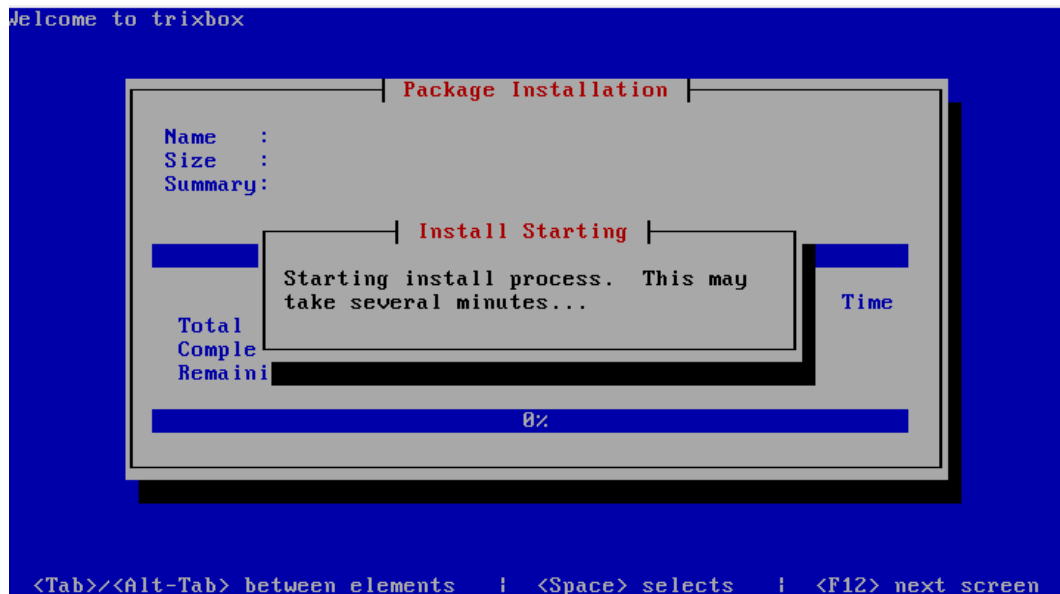 Welcome to trixbox
Package Installation
Name :
Size :
Summary:
Install Starting
Starting install process. This may
take several minutes...
Time
Total
Comple
Remaini
0%
<Tab>/<Alt-Tab> between elements | <Space> selects | <F12> next screen